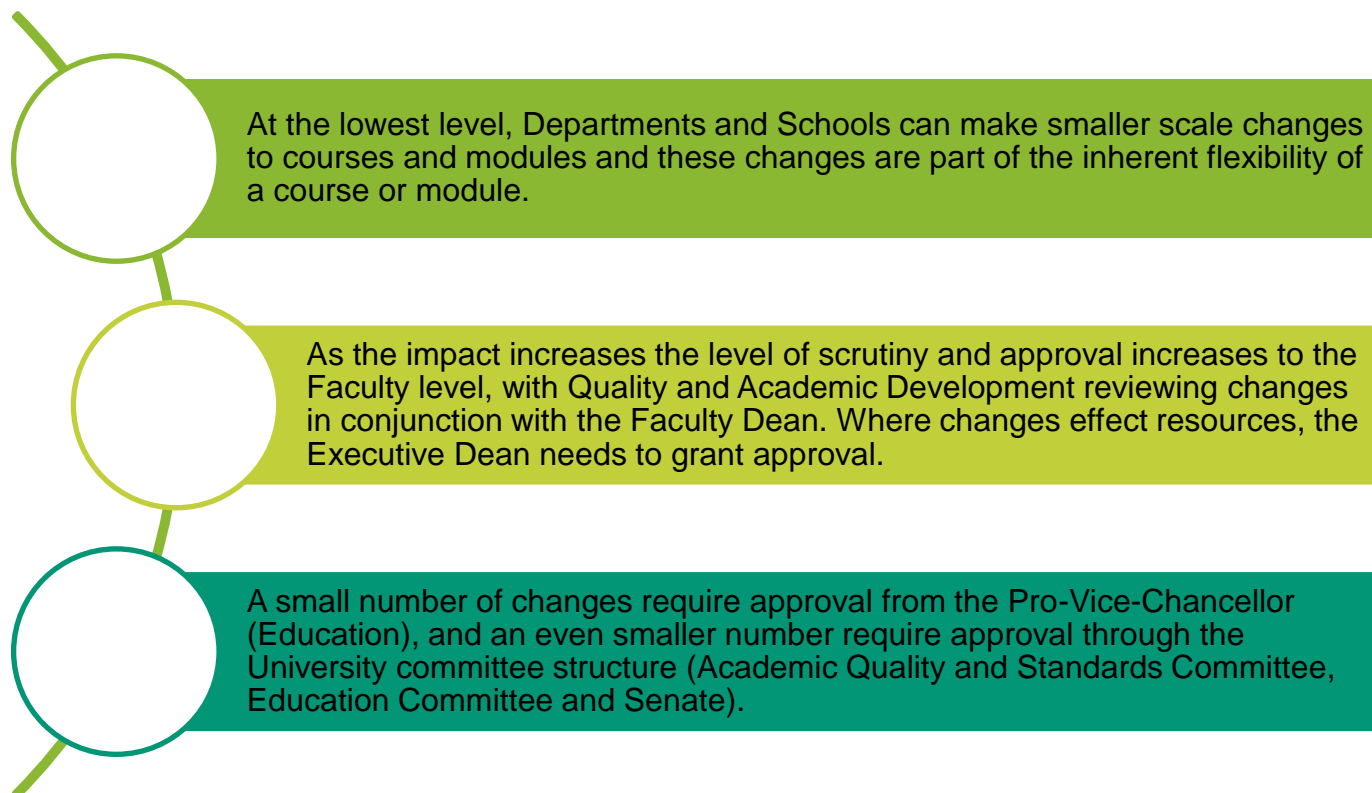 At the lowest level, Departments and Schools can make smaller scale changes
to courses and modules and these changes are part of the inherent flexibility of
a course or module.
As the impact increases the level of scrutiny and approval increases to the
Faculty level, with Quality and Academic Development reviewing changes
in conjunction with the Faculty Dean. Where changes effect resources, the
Executive Dean needs to grant approval.
A small number of changes require approval from the Pro-Vice-Chancellor
(Education), and an even smaller number require approval through the
University committee structure (Academic Quality and Standards Committee,
Education Committee and Senate).